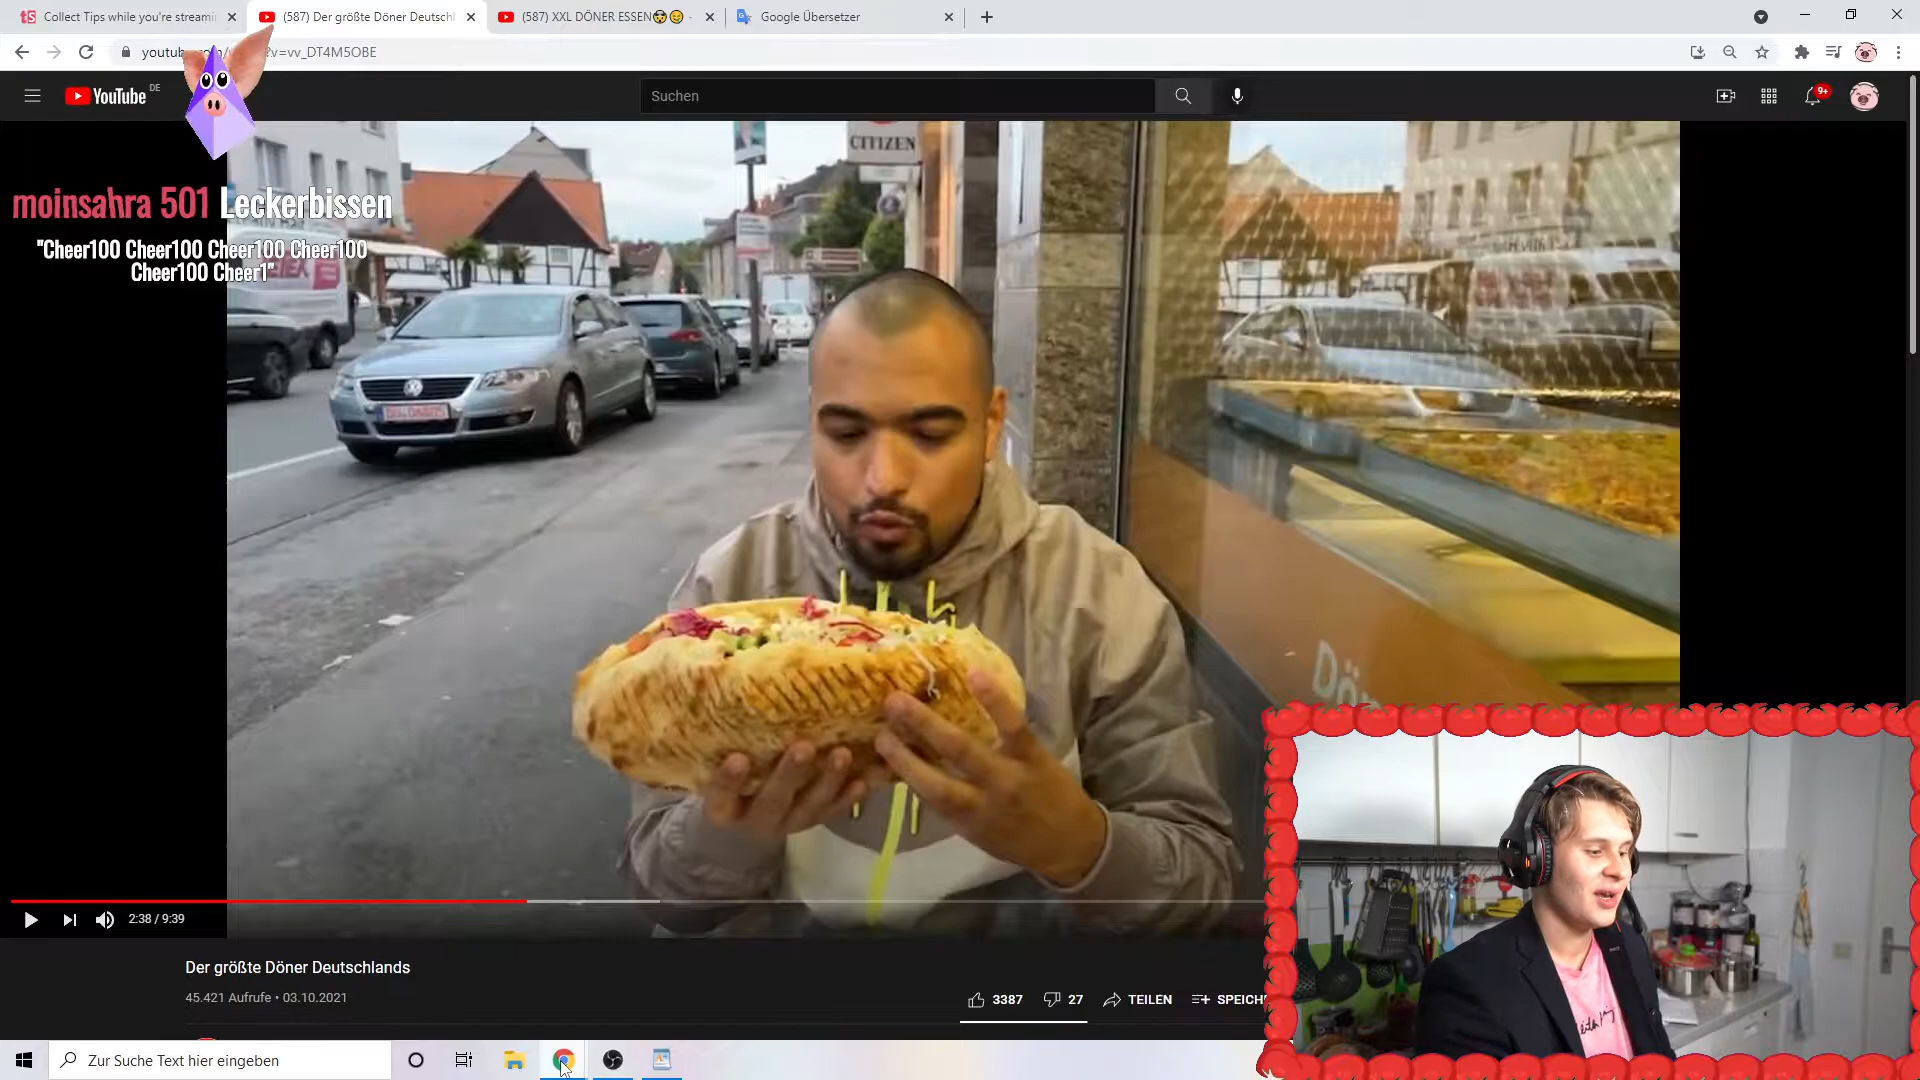 Collect Tips while you're streami
(587) Der größte Döner Deutschl
(587) XXL DÖNER ESSEN🤯😋 -
Google Übersetzer
v=vv_DT4M5OBE
YouTube DE
Suchen
9+
CITIZEN
moinsahra 501 Leckerbissen
"Cheer100 Cheer100 Cheer100 Cheer100
Cheer100 Cheer1"
Dön
2:38 / 9:39
Der größte Döner Deutschlands
45.421 Aufrufe • 03.10.2021
3387
27
TEILEN
SPEICHE
Zur Suche Text hier eingeben